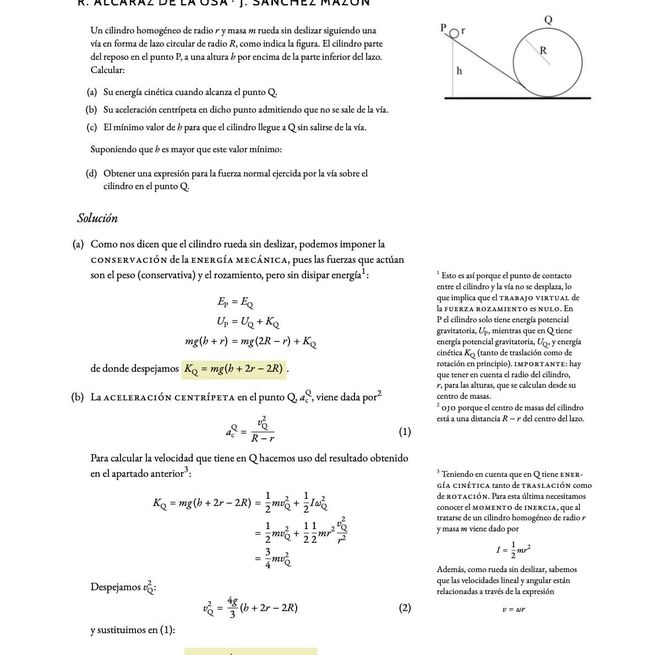 R. ALCARAZ DE LA OSA · J. SÁNCHEZ MAZÓN
Un cilindro homogéneo de radio r y masa m rueda sin deslizar siguiendo una
vía en forma de lazo circular de radio R, como indica la figura. El cilindro parte
del reposo en el punto P, a una altura h por encima de la parte inferior del lazo.
Calcular:
(a) Su energía cinética cuando alcanza el punto Q.
(b) Su aceleración centrípeta en dicho punto admitiendo que no se sale de la vía.
(c) El mínimo valor de h para que el cilindro llegue a Q sin salirse de la vía.
Suponiendo que h es mayor que este valor mínimo:
(d) Obtener una expresión para la fuerza normal ejercida por la vía sobre el
cilindro en el punto Q.
P r
Q
R
h
Solución
(a) Como nos dicen que el cilindro rueda sin deslizar, podemos imponer la
CONSERVACIÓN de la ENERGÍA MECÁNICA, pues las fuerzas que actúan
son el peso (conservativa) y el rozamiento, pero sin disipar energía¹:
E_P = E_Q
U_P = U_Q + K_Q
mg(h + r) = mg(2R − r) + K_Q
de donde despejamos K_Q = mg(h + 2r − 2R) .
(b) La ACELERACIÓN CENTRÍPETA en el punto Q, a_c^Q, viene dada por²
a_c^Q = v_Q^2 / (R − r) (1)
Para calcular la velocidad que tiene en Q hacemos uso del resultado obtenido
en el apartado anterior³:
K_Q = mg(h + 2r − 2R) = 1/2 mv_Q^2 + 1/2 Iω_Q^2
= 1/2 mv_Q^2 + 1/2 1/2 mr^2 v_Q^2/r^2
= 3/4 mv_Q^2
Despejamos v_Q^2:
v_Q^2 = 4g/3 (h + 2r − 2R) (2)
y sustituimos en (1):
¹ Esto es así porque el punto de contacto
entre el cilindro y la vía no se desplaza, lo
que implica que el TRABAJO VIRTUAL de
la FUERZA ROZAMIENTO ES NULO. En
P el cilindro solo tiene energía potencial
gravitatoria, U_P, mientras que en Q tiene
energía potencial gravitatoria, U_Q, y energía
cinética K_Q (tanto de traslación como de
rotación en principio). IMPORTANTE: hay
que tener en cuenta el radio del cilindro,
r, para las alturas, que se calculan desde su
centro de masas.
² OJO porque el centro de masas del cilindro
está a una distancia R − r del centro del lazo.
³ Teniendo en cuenta que en Q tiene ENER-
GÍA CINÉTICA tanto de TRASLACIÓN como
de ROTACIÓN. Para esta última necesitamos
conocer el MOMENTO de INERCIA, que al
tratarse de un cilindro homogéneo de radio r
y masa m viene dado por
I = 1/2 mr^2
Además, como rueda sin deslizar, sabemos
que las velocidades lineal y angular están
relacionadas a través de la expresión
v = ωr